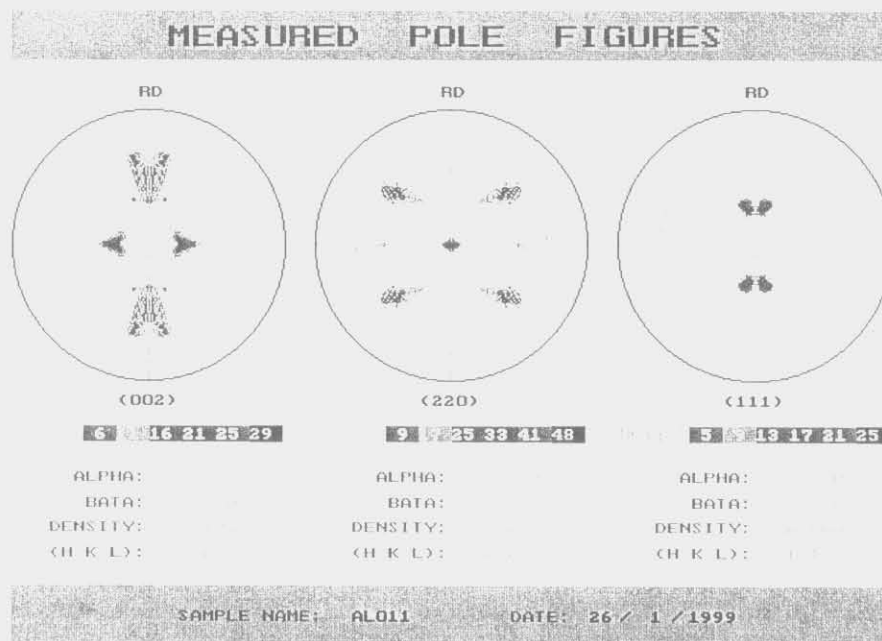 MEASURED POLE FIGURES
RD RD RD
(002) (220) (111)
6 16 21 25 29 9 25 33 41 48 5 9 13 17 21 25
ALPHA: ALPHA: ALPHA:
BATA: BATA: BATA:
DENSITY: DENSITY: DENSITY:
(H K L): (H K L): (H K L):
SAMPLE NAME: AL011 DATE: 26 / 1 / 1999